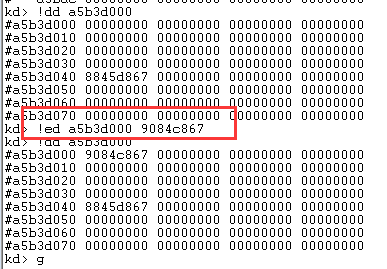 kd> !dd a5b3d000
#a5b3d000 00000000 00000000 00000000 00000000
#a5b3d010 00000000 00000000 00000000 00000000
#a5b3d020 00000000 00000000 00000000 00000000
#a5b3d030 00000000 00000000 00000000 00000000
#a5b3d040 8845d867 00000000 00000000 00000000
#a5b3d050 00000000 00000000 00000000 00000000
#a5b3d060 00000000 00000000 00000000 00000000
#a5b3d070 00000000 00000000 00000000 00000000
kd> !ed a5b3d000 9084c867
kd> !dd a5b3d000
#a5b3d000 9084c867 00000000 00000000 00000000
#a5b3d010 00000000 00000000 00000000 00000000
#a5b3d020 00000000 00000000 00000000 00000000
#a5b3d030 00000000 00000000 00000000 00000000
#a5b3d040 8845d867 00000000 00000000 00000000
#a5b3d050 00000000 00000000 00000000 00000000
#a5b3d060 00000000 00000000 00000000 00000000
#a5b3d070 00000000 00000000 00000000 00000000
kd> g